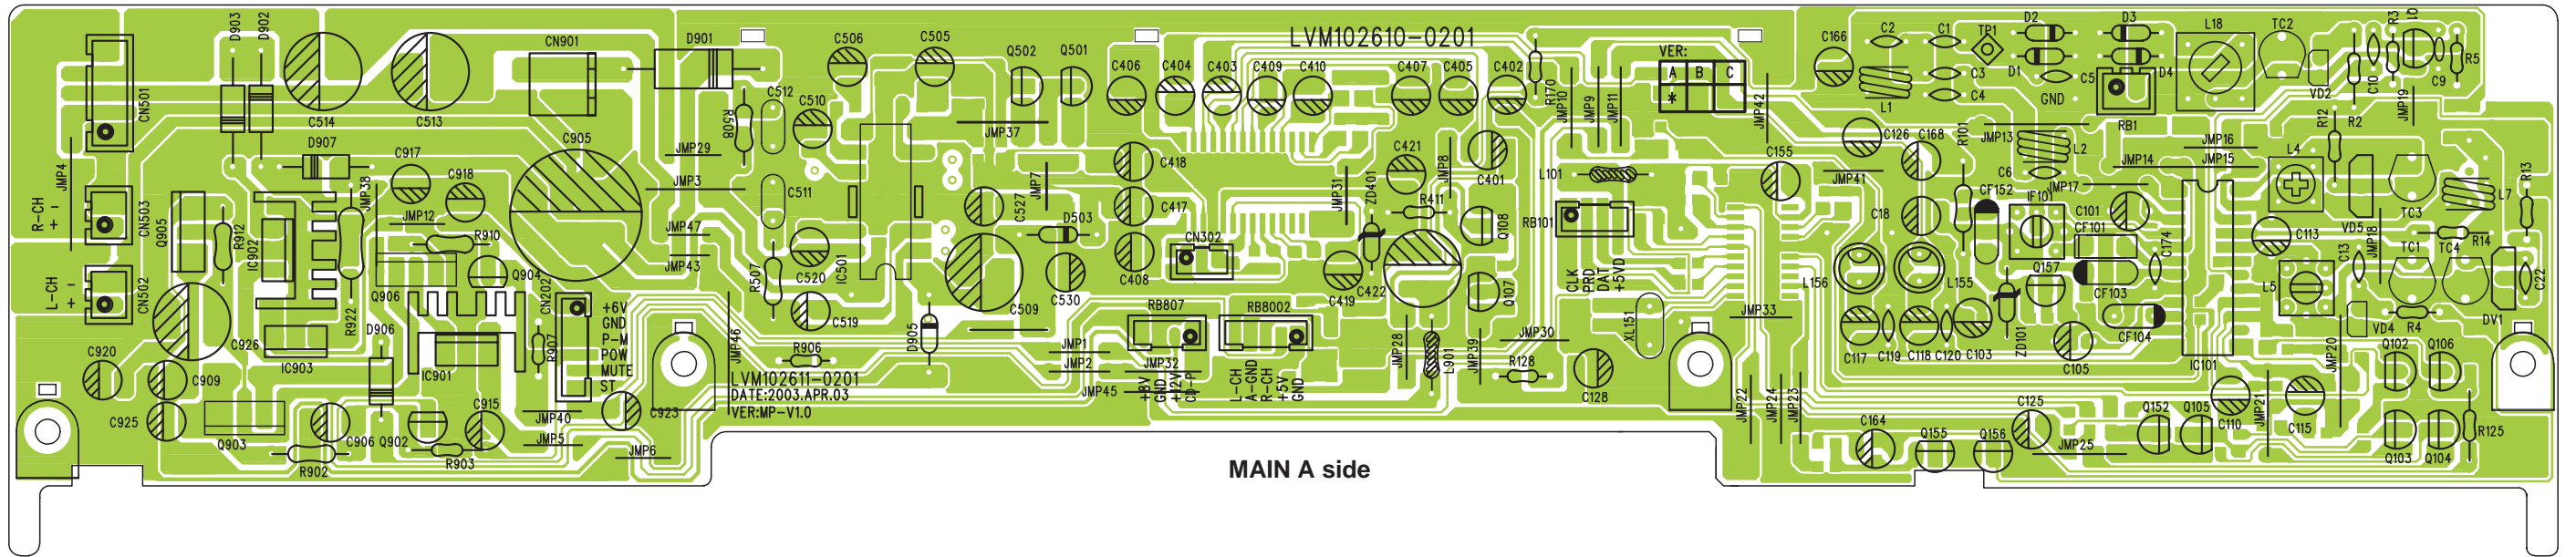 D903
D902
CN901
D901
C506
C505
Q502
Q501
LVM102610-0201
VER:
A B C
*
C166
C2
C1
TP1
D2
D3
L18
TC2
R3
Q1
R5
C9
C10
CN501
C514
C513
C512
C510
R508
C406
C404
C403
C409
C410
C407
C405
C402
R170
JMP10
JMP9
JMP11
JMP42
L1
C3
C4
D1
C5
D4
GND
VD2
JMP19
JMP4
D907
C905
JMP29
JMP37
C418
C421
JMP8
C401
C155
C126
C168
R101
JMP13
L2
RB1
JMP16
JMP15
JMP14
R12
R2
L4
R13
C917
C918
JMP38
JMP3
C511
C527
JMP7
JMP31
ZD401
L101
JMP41
C6
CF152
JMP17
TC3
L7
R-CH
+ -
CN503
Q905
R912
IC902
JMP12
R910
JMP47
JMP43
D503
C417
R411
Q108
RB101
C18
IF101
C101
CF101
C174
C113
VD5
JMP18
R14
L-CH
- +
CN502
R922
Q906
Q904
CN202
R507
C520
IC501
C509
C530
C408
CN302
C419
C422
Q107
CLK
PRD
DAT
+5VD
L156
L155
Q157
CF103
L5
C13
TC1
TC4
C22
C926
D906
R907
+6V
GND
P-M
POW
MUTE
ST
JMP46
C519
D905
RB807
RB8002
JMP28
L901
JMP39
JMP30
XL151
JMP33
C117
C119
C118
C120
C103
ZD101
C105
CF104
IC101
VD4
R4
DV1
C920
C909
IC903
IC901
R906
LVM102611-0201
DATE:2003.APR.03
VER:MP-V1.0
JMP1
JMP2
JMP45
JMP32
+8V
GND
+12V
CD-P
L-CH
A-GND
R-CH
+5V
GND
R128
C128
JMP22
JMP24
JMP23
JMP20
Q102
Q106
C925
Q903
C906
Q902
C915
JMP40
JMP5
C923
JMP6
R902
R903
C164
Q155
Q156
C125
JMP25
Q152
Q105
C110
JMP21
C115
Q103
Q104
R125
MAIN A side